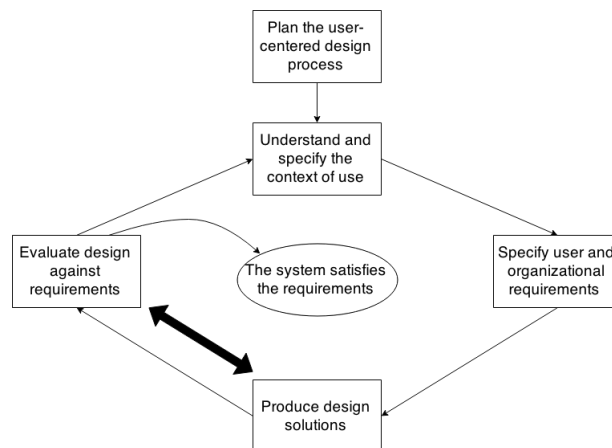 Plan the user-
centered design
process
Understand and
specify the
context of use
Evaluate design
against
requirements
The system satisfies
the requirements
Specify user and
organizational
requirements
Produce design
solutions